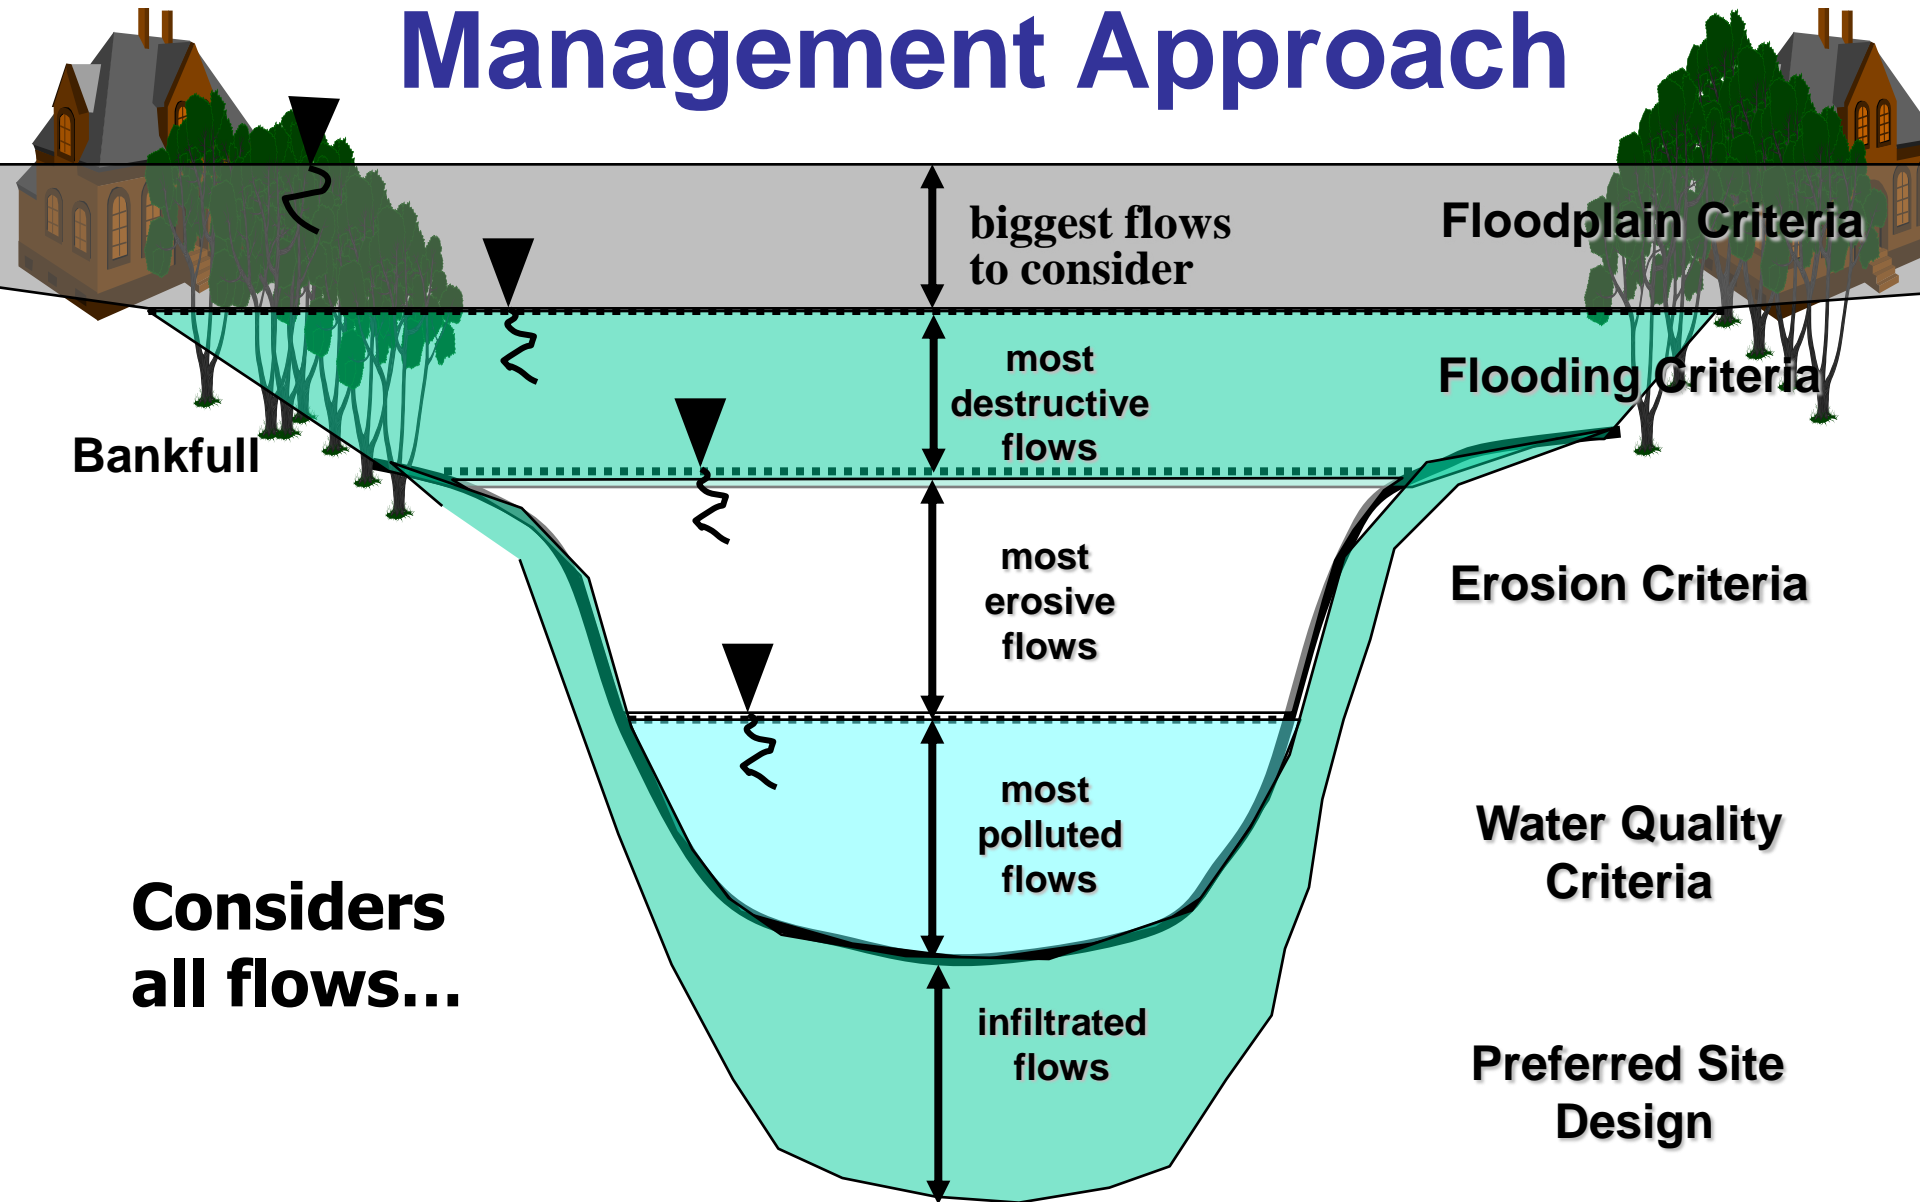 Management Approach
biggest flows
to consider
Floodplain Criteria
most
destructive
flows
Flooding Criteria
Bankfull
most
erosive
flows
Erosion Criteria
most
polluted
flows
Water Quality
Criteria
Considers
all flows...
infiltrated
flows
Preferred Site
Design